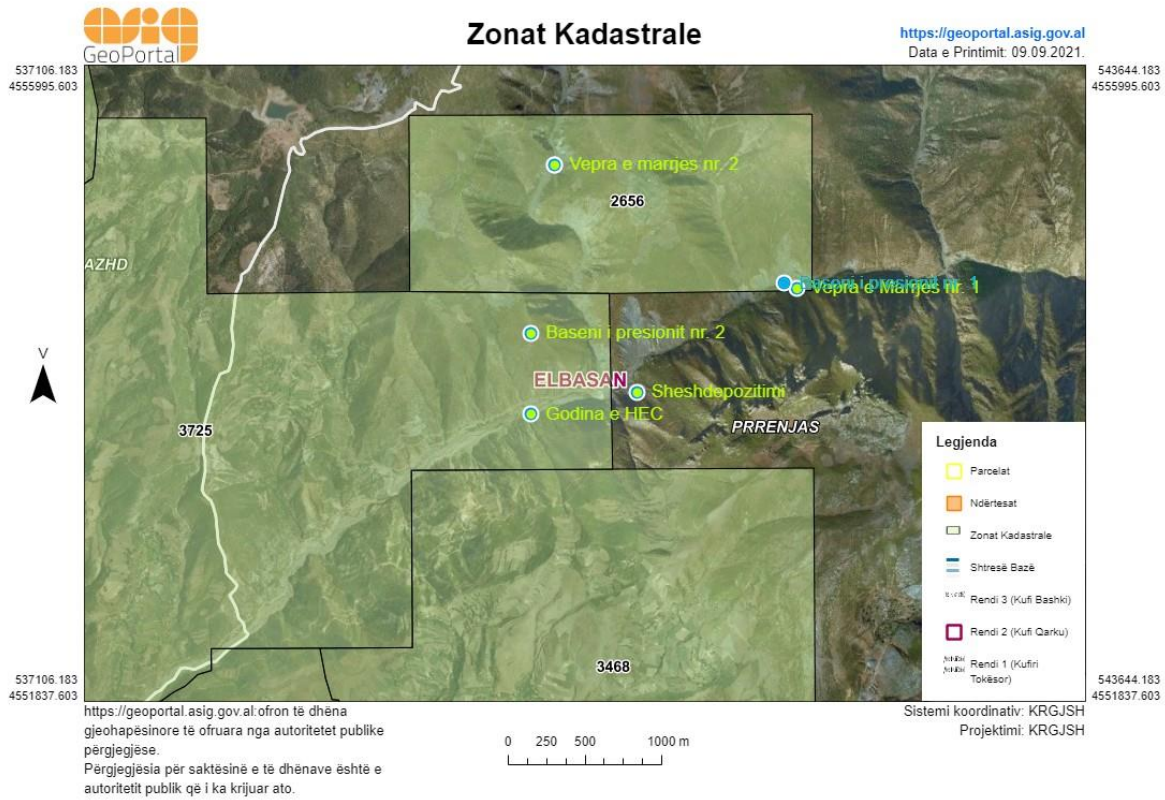 asig
GeoPortal
Zonat Kadastrale
https://geoportal.asig.gov.al
Data e Printimit: 09.09.2021.
537106.183
4555995.603
543644.183
4555995.603
Vepra e marrjes nr. 2
2656
AZHD
Baseni i presionit nr. 1
Vepra e Marrjes nr. 1
Baseni i presionit nr. 2
ELBASAN
Sheshdepozitimi
Godina e HEC
PRRENJAS
3725
3468
V
Legjenda
Parcelat
Ndërtesat
Zonat Kadastrale
Shtresë Bazë
Rendi 3 (Kufi Bashki)
Rendi 2 (Kufi Qarku)
Rendi 1 (Kufiri
Tokësor)
537106.183
4551837.603
543644.183
4551837.603
https://geoportal.asig.gov.al:ofron të dhëna
gjeohapësinore të ofruara nga autoritetet publike
përgjegjëse.
Përgjegjësia për saktësinë e të dhënave është e
autoritetit publik që i ka krijuar ato.
0 250 500 1000 m
Sistemi koordinativ: KRGJSH
Projektimi: KRGJSH